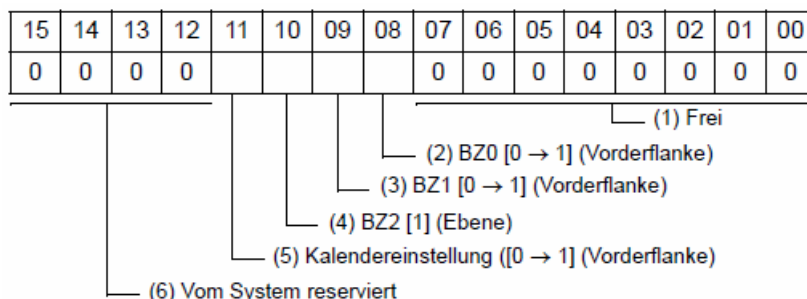 15 14 13 12 11 10 09 08 07 06 05 04 03 02 01 00
0 0 0 0 0 0 0 0 0 0 0 0
(1) Frei
(2) BZ0 [0 → 1] (Vorderflanke)
(3) BZ1 [0 → 1] (Vorderflanke)
(4) BZ2 [1] (Ebene)
(5) Kalendereinstellung ([0 → 1] (Vorderflanke)
(6) Vom System reserviert